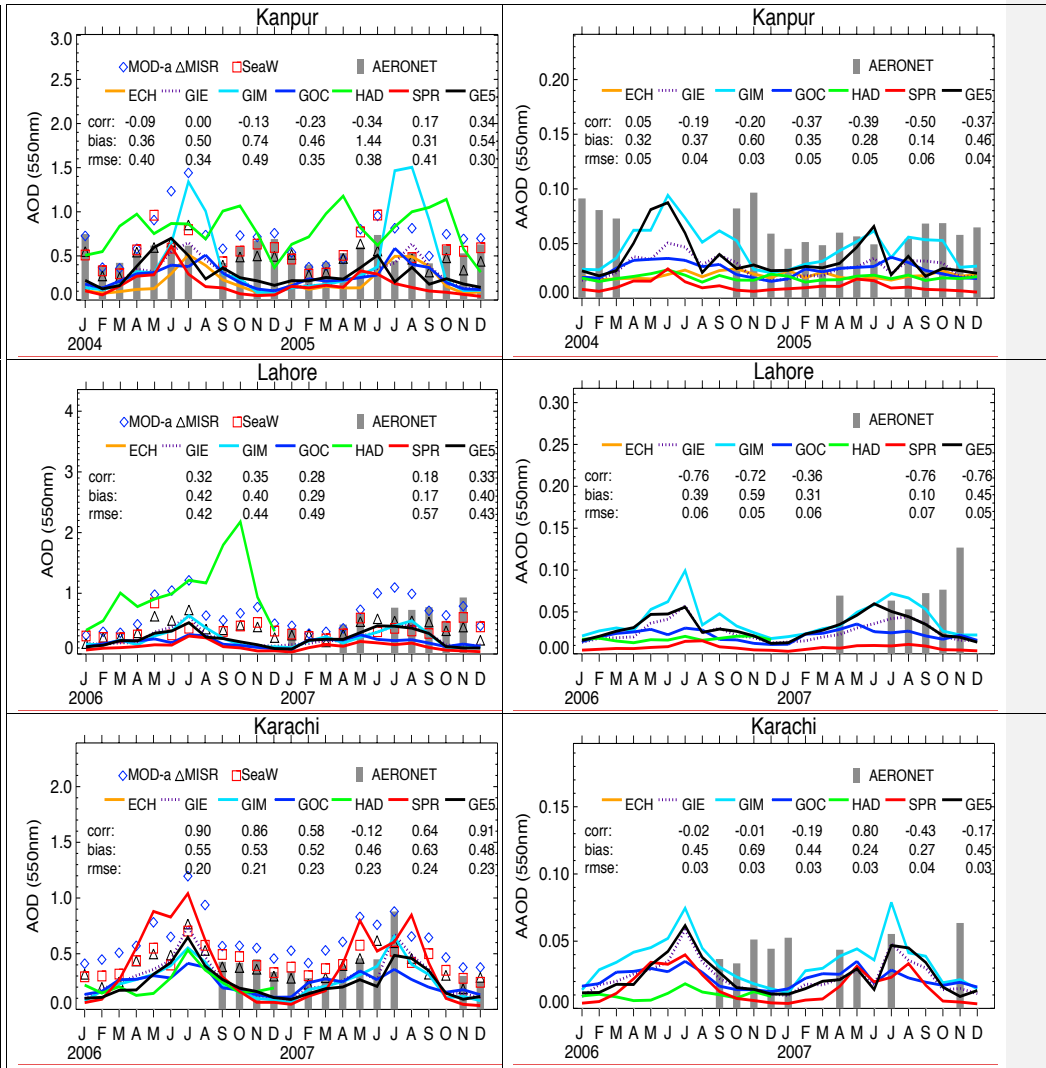 Kanpur
3.0
2.5
2.0
1.5
1.0
0.5
0.0
AOD (550nm)
MOD-a MISR SeaW AERONET
ECH GIE GIM GOC HAD SPR GE5
corr: -0.09 0.00 -0.13 -0.23 -0.34 0.17 0.34
bias: 0.36 0.50 0.74 0.46 1.44 0.31 0.54
rmse: 0.40 0.34 0.49 0.35 0.38 0.41 0.30
J F M A M J J A S O N D J F M A M J J A S O N D
2004 2005
Kanpur
0.20
0.15
0.10
0.05
0.00
AAOD (550nm)
AERONET
ECH GIE GIM GOC HAD SPR GE5
corr: 0.05 -0.19 -0.20 -0.37 -0.39 -0.50 -0.37
bias: 0.32 0.37 0.60 0.35 0.28 0.14 0.46
rmse: 0.05 0.04 0.03 0.05 0.05 0.06 0.04
J F M A M J J A S O N D J F M A M J J A S O N D
2004 2005
Lahore
4
3
2
1
0
AOD (550nm)
MOD-a MISR SeaW AERONET
ECH GIE GIM GOC HAD SPR GE5
corr: 0.32 0.35 0.28 0.18 0.33
bias: 0.42 0.40 0.29 0.17 0.40
rmse: 0.42 0.44 0.49 0.57 0.43
J F M A M J J A S O N D J F M A M J J A S O N D
2006 2007
Lahore
0.30
0.25
0.20
0.15
0.10
0.05
0.00
AAOD (550nm)
AERONET
ECH GIE GIM GOC HAD SPR GE5
corr: -0.76 -0.72 -0.36 -0.76 -0.76
bias: 0.39 0.59 0.31 0.10 0.45
rmse: 0.06 0.05 0.06 0.07 0.05
J F M A M J J A S O N D J F M A M J J A S O N D
2006 2007
Karachi
2.0
1.5
1.0
0.5
0.0
AOD (550nm)
MOD-a MISR SeaW AERONET
ECH GIE GIM GOC HAD SPR GE5
corr: 0.90 0.86 0.58 -0.12 0.64 0.91
bias: 0.55 0.53 0.52 0.46 0.63 0.48
rmse: 0.20 0.21 0.23 0.23 0.24 0.23
J F M A M J J A S O N D J F M A M J J A S O N D
2006 2007
Karachi
0.15
0.10
0.05
0.00
AAOD (550nm)
AERONET
ECH GIE GIM GOC HAD SPR GE5
corr: -0.02 -0.01 -0.19 0.80 -0.43 -0.17
bias: 0.45 0.69 0.44 0.24 0.27 0.45
rmse: 0.03 0.03 0.03 0.03 0.04 0.03
J F M A M J J A S O N D J F M A M J J A S O N D
2006 2007